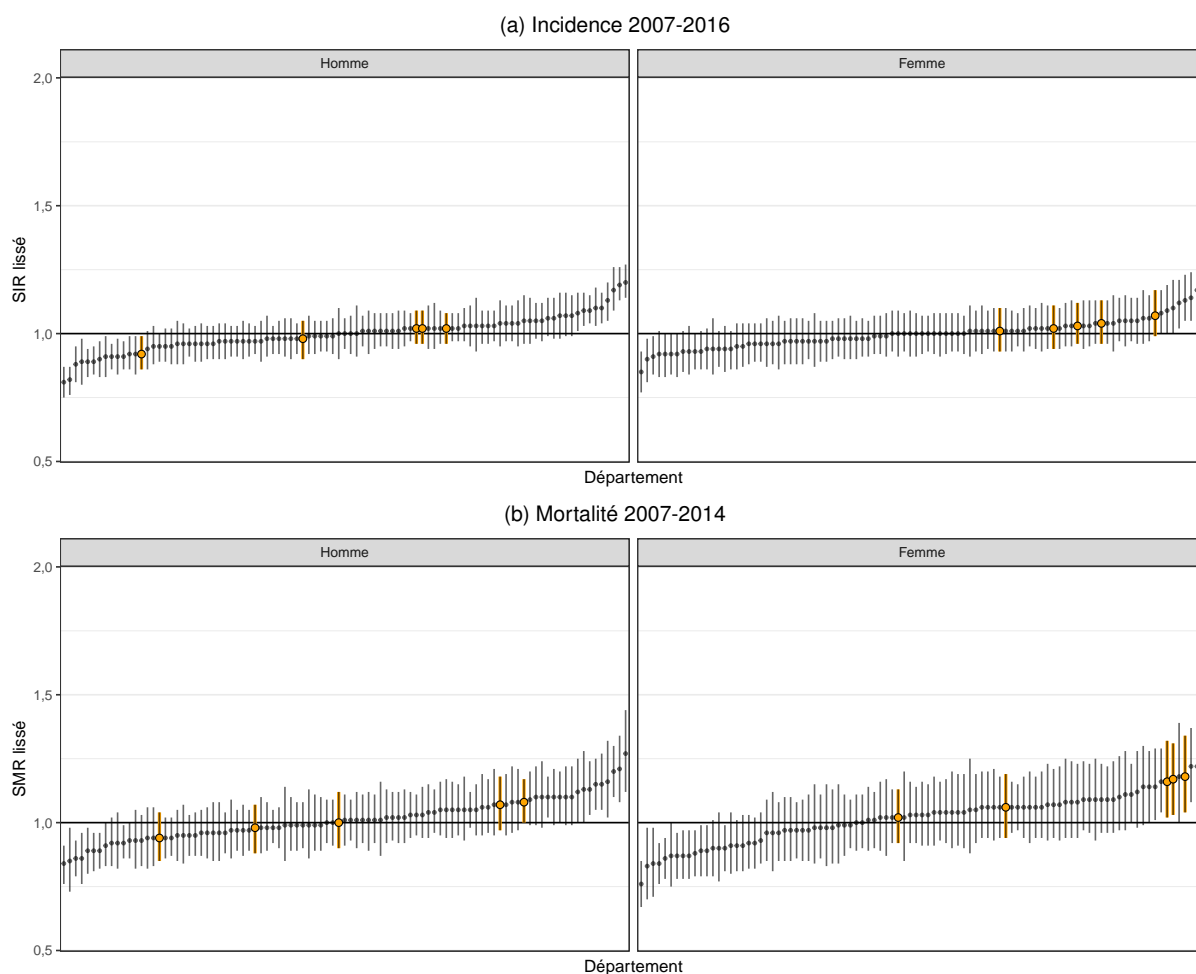 (a) Incidence 2007-2016
Homme
Femme
2,0
1,5
1,0
0,5
SIR lissé
Département
(b) Mortalité 2007-2014
Homme
Femme
2,0
1,5
1,0
0,5
SMR lissé
Département